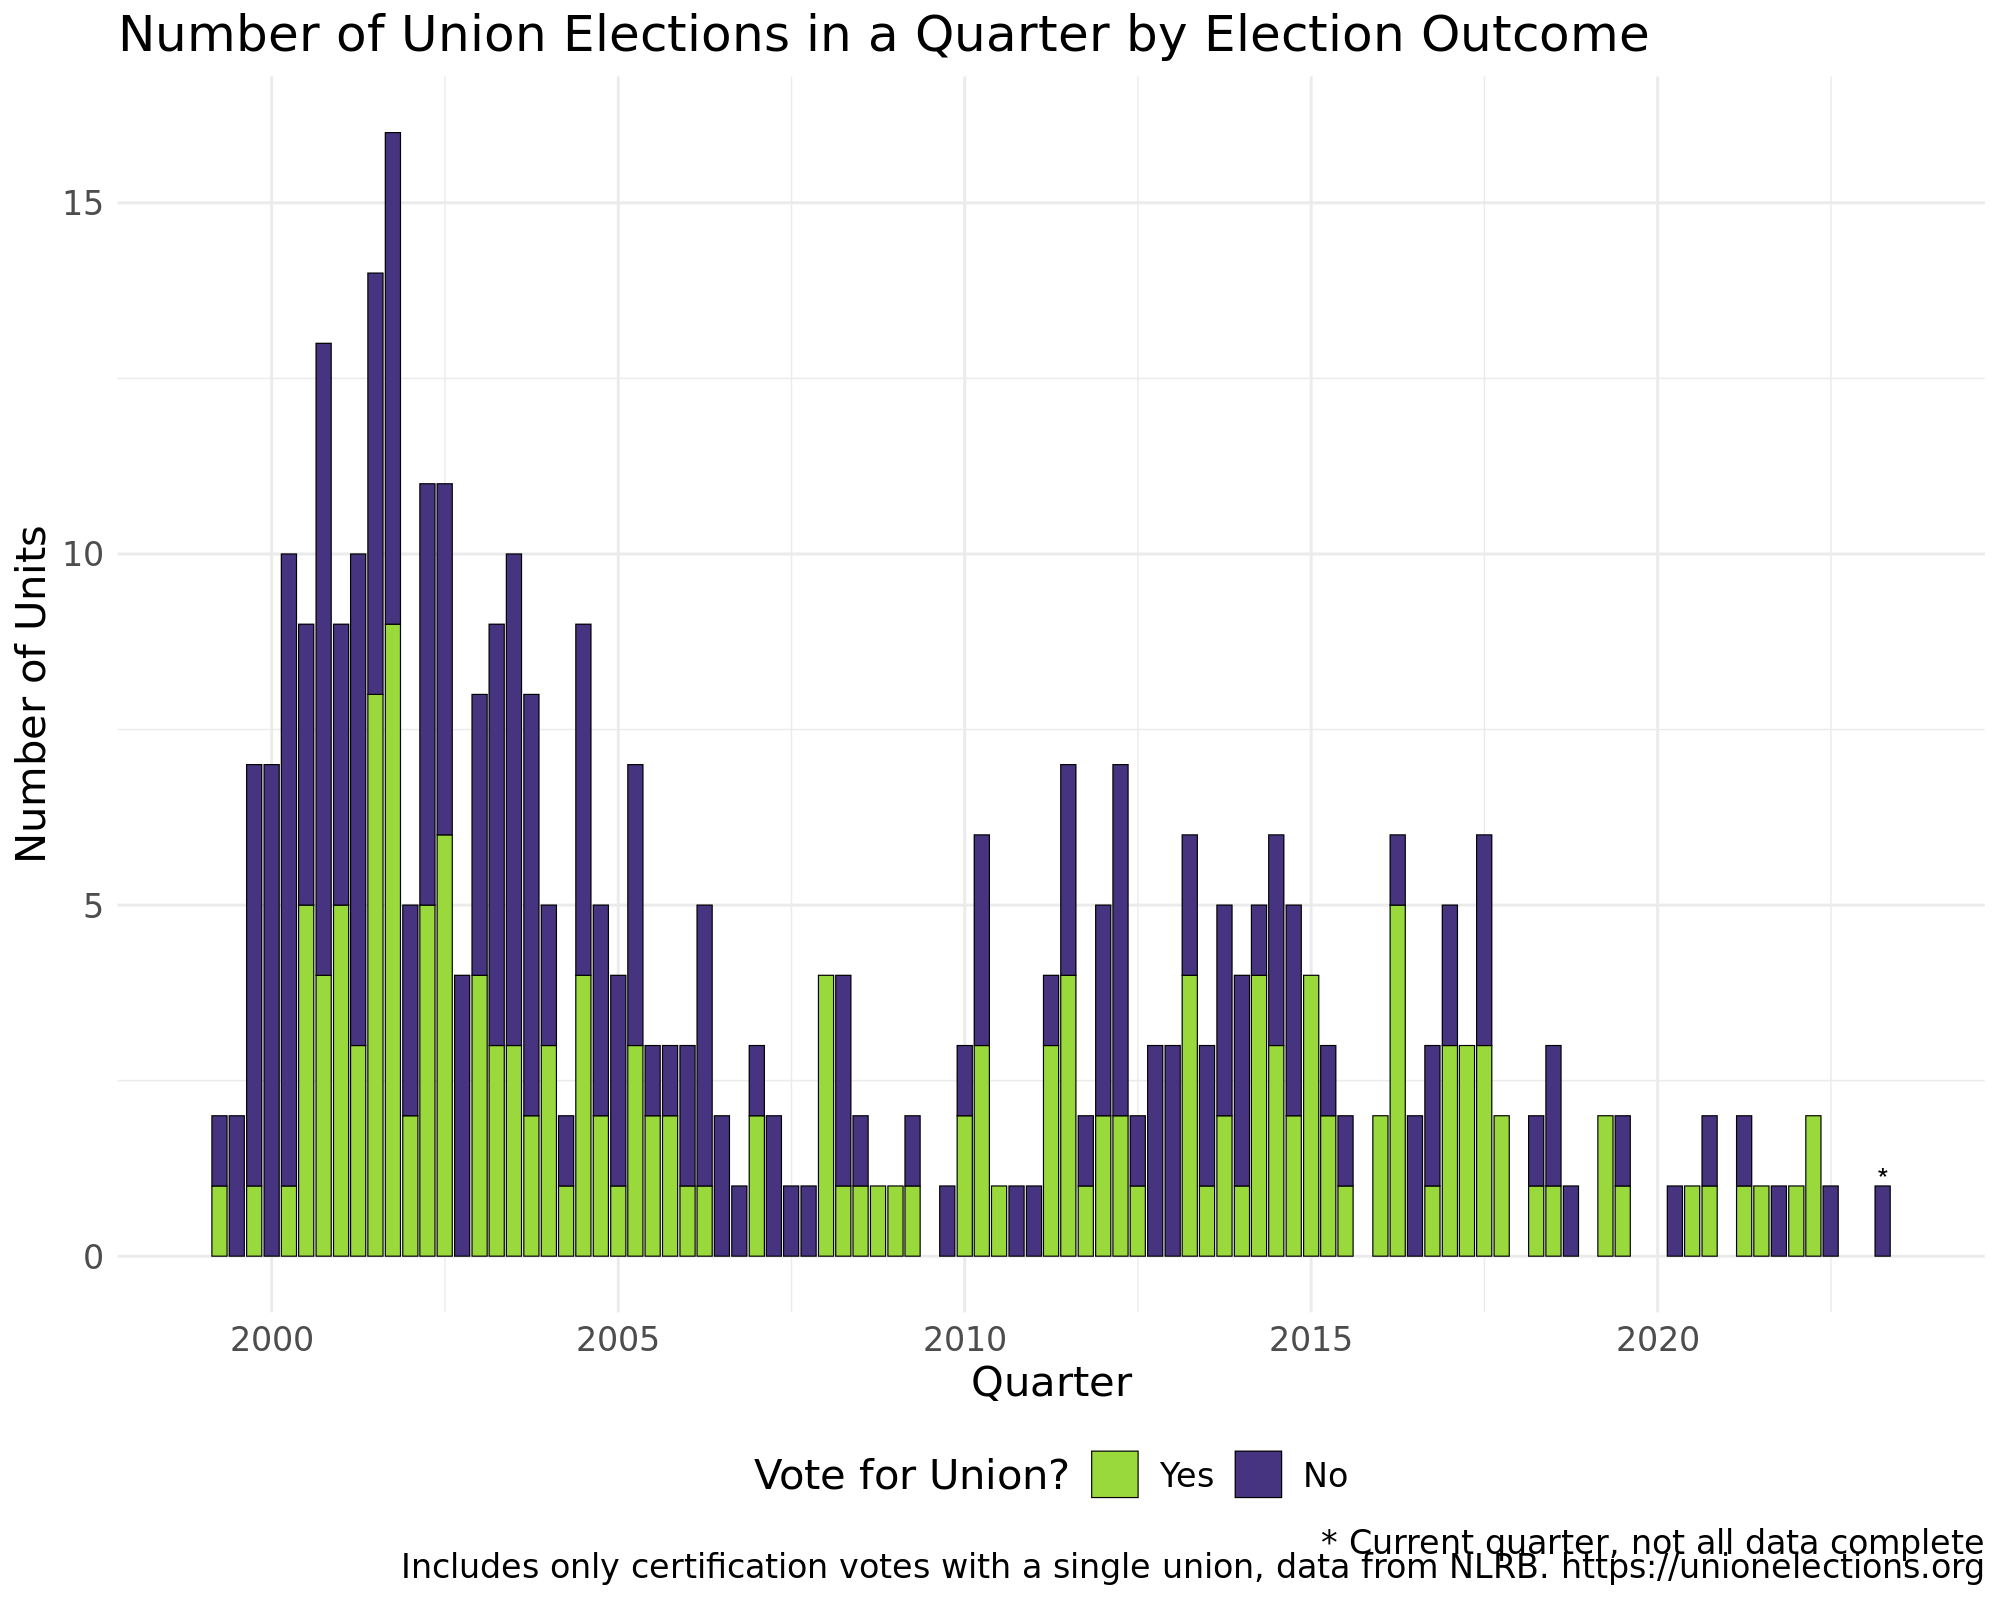 Number of Union Elections in a Quarter by Election Outcome
Number of Units
15
10
5
0
*
2000 2005 2010 2015 2020
Quarter
Vote for Union? Yes No
* Current quarter, not all data complete
Includes only certification votes with a single union, data from NLRB. https://unionelections.org